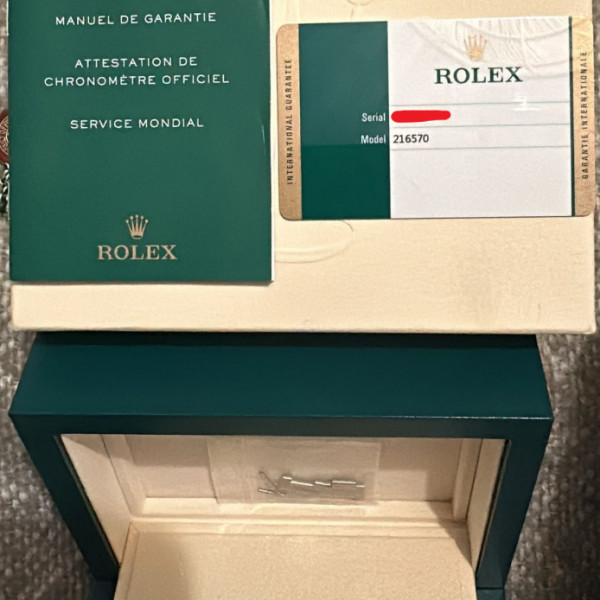 MANUEL DE GARANTIE
ATTESTATION DE
CHRONOMÈTRE OFFICIEL
SERVICE MONDIAL
ROLEX
INTERNATIONAL GUARANTEE
ROLEX
Serial
Model 216570
GARANTIE INTERNATIONALE